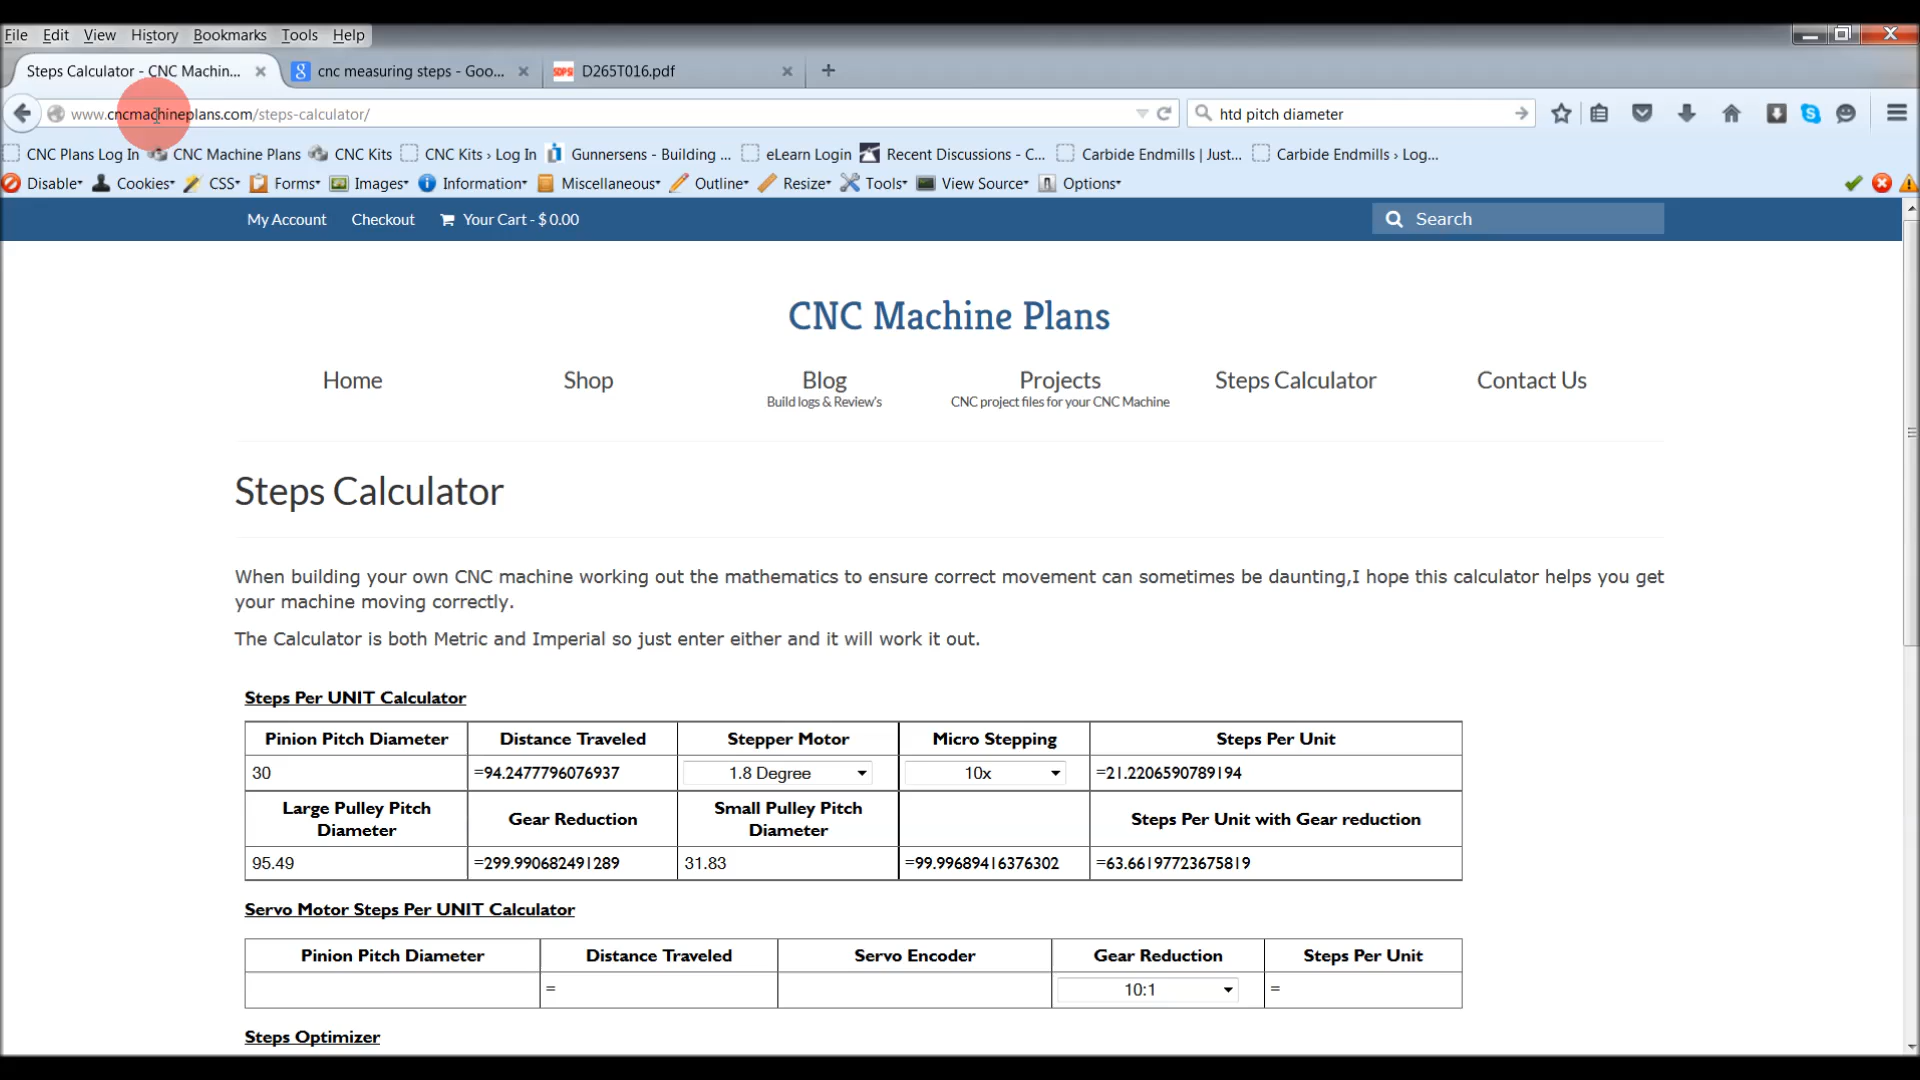 File Edit View History Bookmarks Tools Help
Steps Calculator - CNC Machin... cnc measuring steps - Goo... D265T016.pdf
www.cncmachineplans.com/steps-calculator/ htd pitch diameter
CNC Plans Log In CNC Machine Plans CNC Kits CNC Kits › Log In Gunnersens - Building ... eLearn Login Recent Discussions - C... Carbide Endmills | Just... Carbide Endmills › Log...
Disable Cookies CSS Forms Images Information Miscellaneous Outline Resize Tools View Source Options
My Account Checkout Your Cart - $ 0.00 Search
CNC Machine Plans
Home Shop Blog Projects Steps Calculator Contact Us
Build logs & Review's CNC project files for your CNC Machine
Steps Calculator
When building your own CNC machine working out the mathematics to ensure correct movement can sometimes be daunting,I hope this calculator helps you get
your machine moving correctly.
The Calculator is both Metric and Imperial so just enter either and it will work it out.
Steps Per UNIT Calculator
Pinion Pitch Diameter Distance Traveled Stepper Motor Micro Stepping Steps Per Unit
30 =94.2477796076937 1.8 Degree 10x =21.2206590789194
Large Pulley Pitch Diameter Gear Reduction Small Pulley Pitch Diameter Steps Per Unit with Gear reduction
95.49 =299.990682491289 31.83 =99.99689416376302 =63.66197723675819
Servo Motor Steps Per UNIT Calculator
Pinion Pitch Diameter Distance Traveled Servo Encoder Gear Reduction Steps Per Unit
= 10:1 =
Steps Optimizer